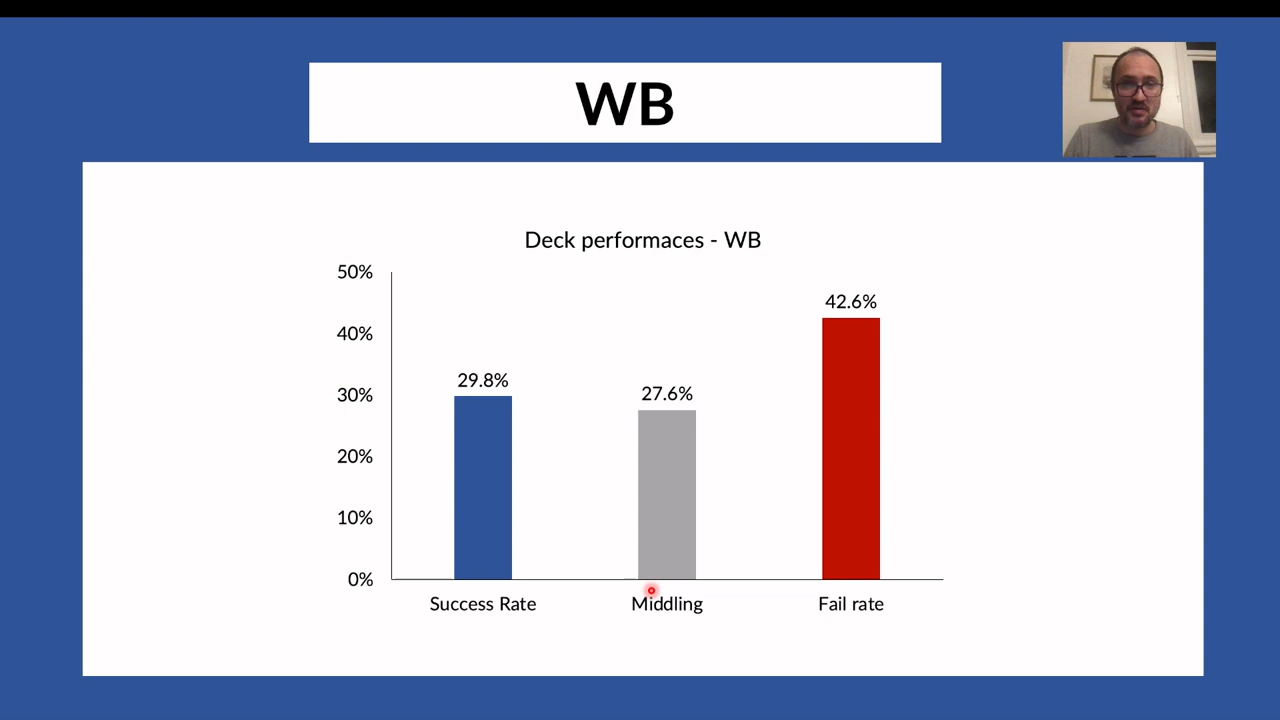 WB
Deck performaces - WB
50%
42.6%
40%
29.8%
30%
27.6%
20%
10%
0%
Success Rate
Middling
Fail rate